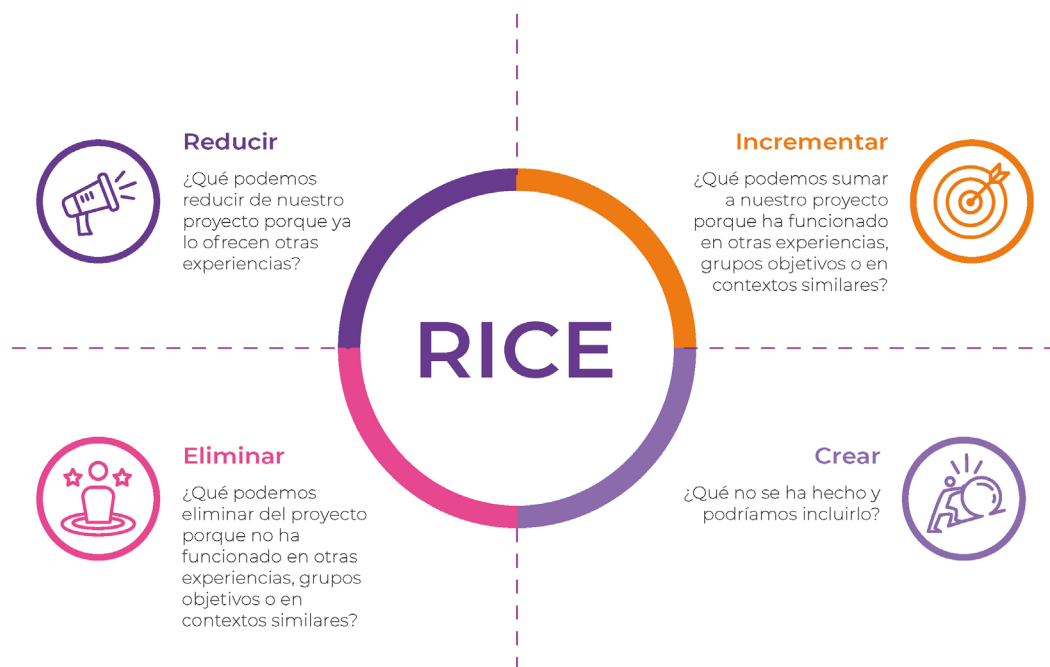 Reducir
¿Qué podemos
reducir de nuestro
proyecto porque ya
lo ofrecen otras
experiencias?
Incrementar
¿Qué podemos sumar
a nuestro proyecto
porque ha funcionado
en otras experiencias,
grupos objetivos o en
contextos similares?
RICE
Eliminar
¿Qué podemos
eliminar del proyecto
porque no ha
funcionado en otras
experiencias, grupos
objetivos o en
contextos similares?
Crear
¿Qué no se ha hecho y
podríamos incluirlo?